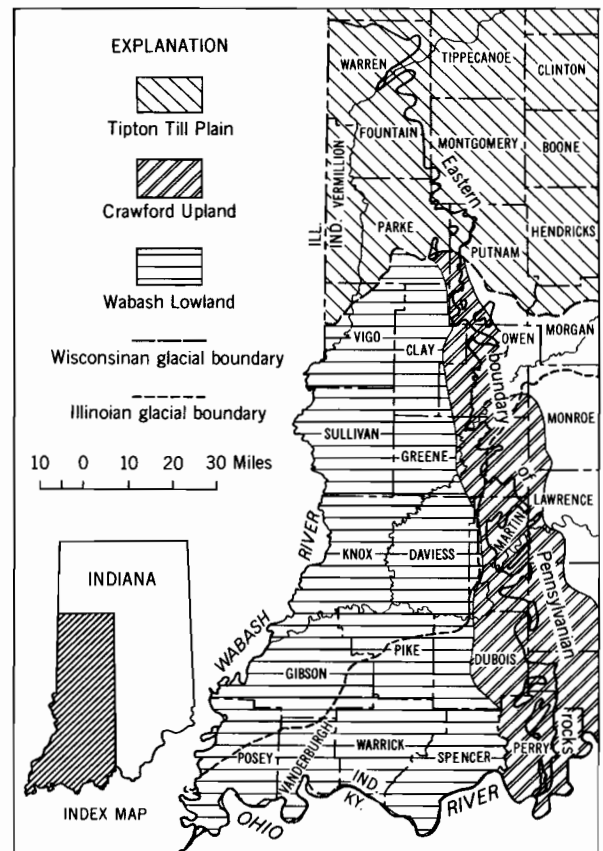 EXPLANATION
Tipton Till Plain
Crawford Upland
Wabash Lowland
Wisconsinan glacial boundary
Illinoian glacial boundary
10 0 10 20 30 Miles
INDIANA
INDEX MAP
WARREN
TIPPECANOE
CLINTON
FOUNTAIN
MONTGOMERY
BOONE
VERMILLION
ILL.
IND.
PARKE
PUTNAM
HENDRICKS
Eastern boundary of Pennsylvanian rocks
VIGO
CLAY
OWEN
MORGAN
SULLIVAN
GREENE
MONROE
LAWRENCE
MARTIN
KNOX
DAVIESS
WABASH RIVER
PIKE
GIBSON
DUBOIS
POSEY
VANDERBURGH
WARRICK
SPENCER
PERRY
IND.
KY.
OHIO RIVER